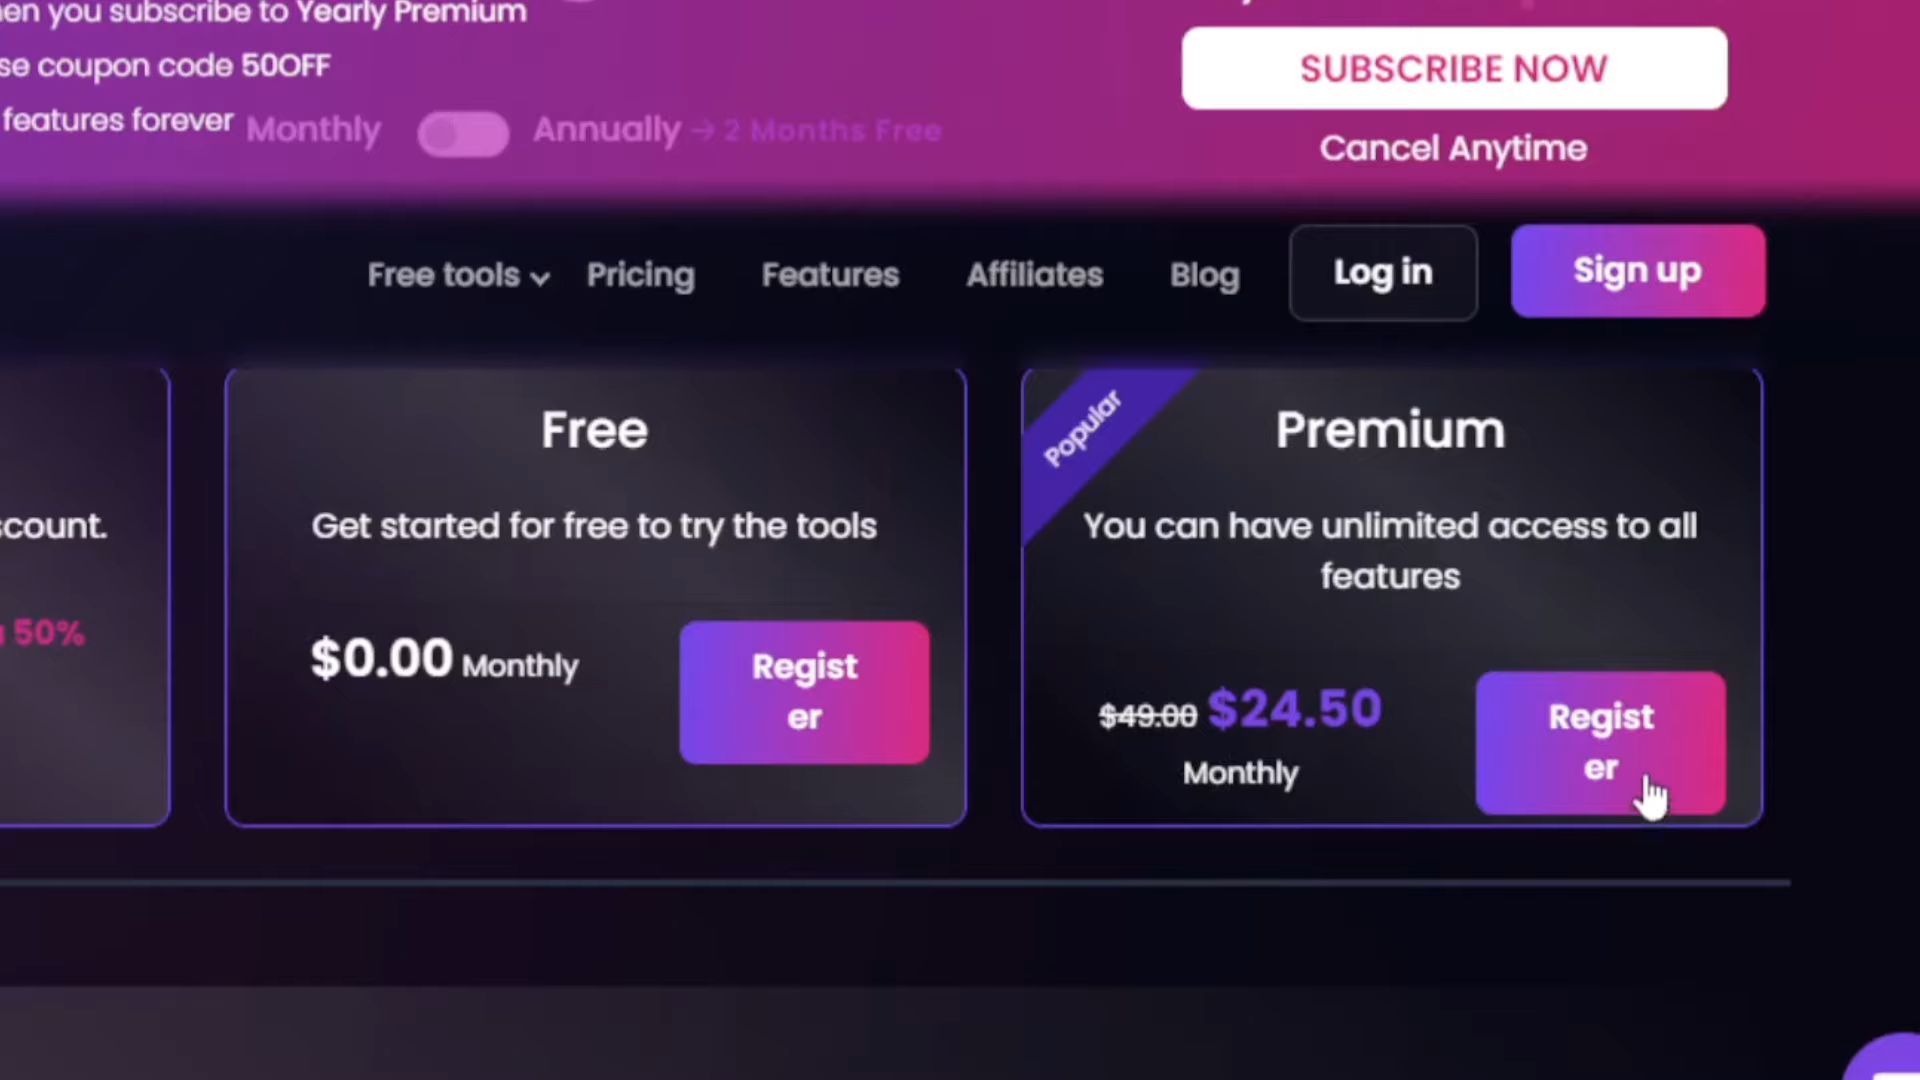 you subscribe to Yearly Premium
coupon code 50OFF
features forever
Monthly Annually → 2 Months Free
SUBSCRIBE NOW
Cancel Anytime
Free tools Pricing Features Affiliates Blog Log in Sign up
50%
Free
Get started for free to try the tools
$0.00 Monthly
Regist
er
Popular
Premium
You can have unlimited access to all
features
$49.00 $24.50
Monthly
Regist
er